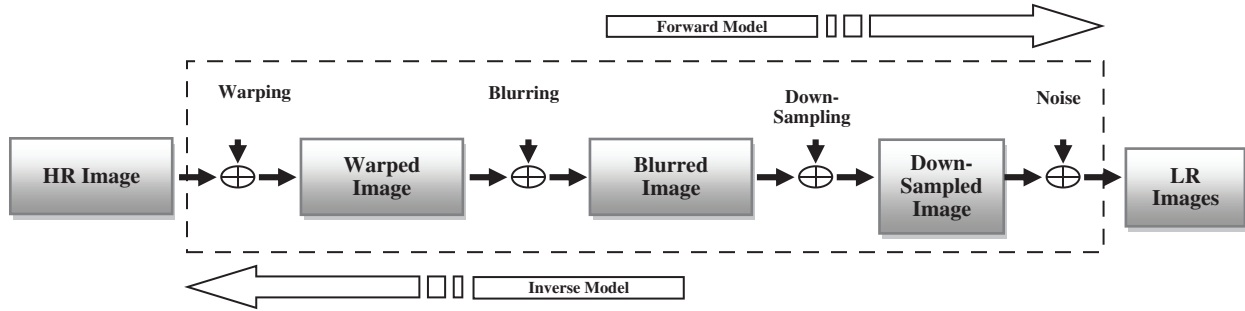 Forward Model
Warping
Blurring
Down-
Sampling
Noise
HR Image
Warped
Image
Blurred
Image
Down-
Sampled
Image
LR
Images
Inverse Model